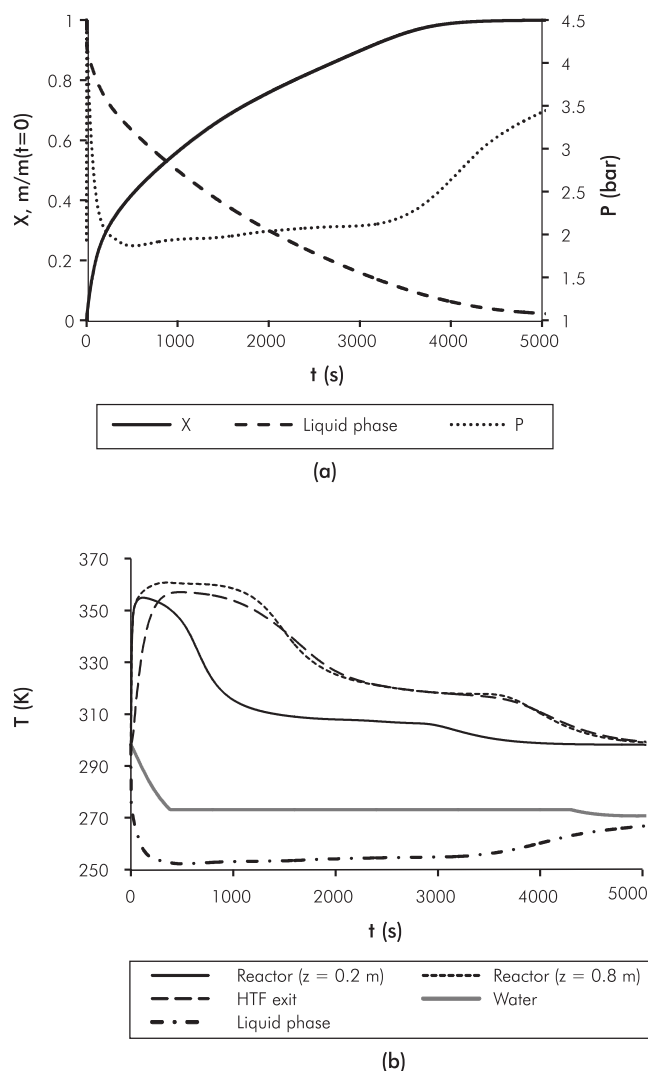 X, m/m(t=0)
1
0.8
0.6
0.4
0.2
0
4.5
4
3.5
3
2.5
2
1.5
1
P (bar)
0 1000 2000 3000 4000 5000
t (s)
X Liquid phase P
(a)
T (K)
370
350
330
310
290
270
250
0 1000 2000 3000 4000 5000
t (s)
Reactor (z = 0.2 m) Reactor (z = 0.8 m)
HTF exit Water
Liquid phase
(b)